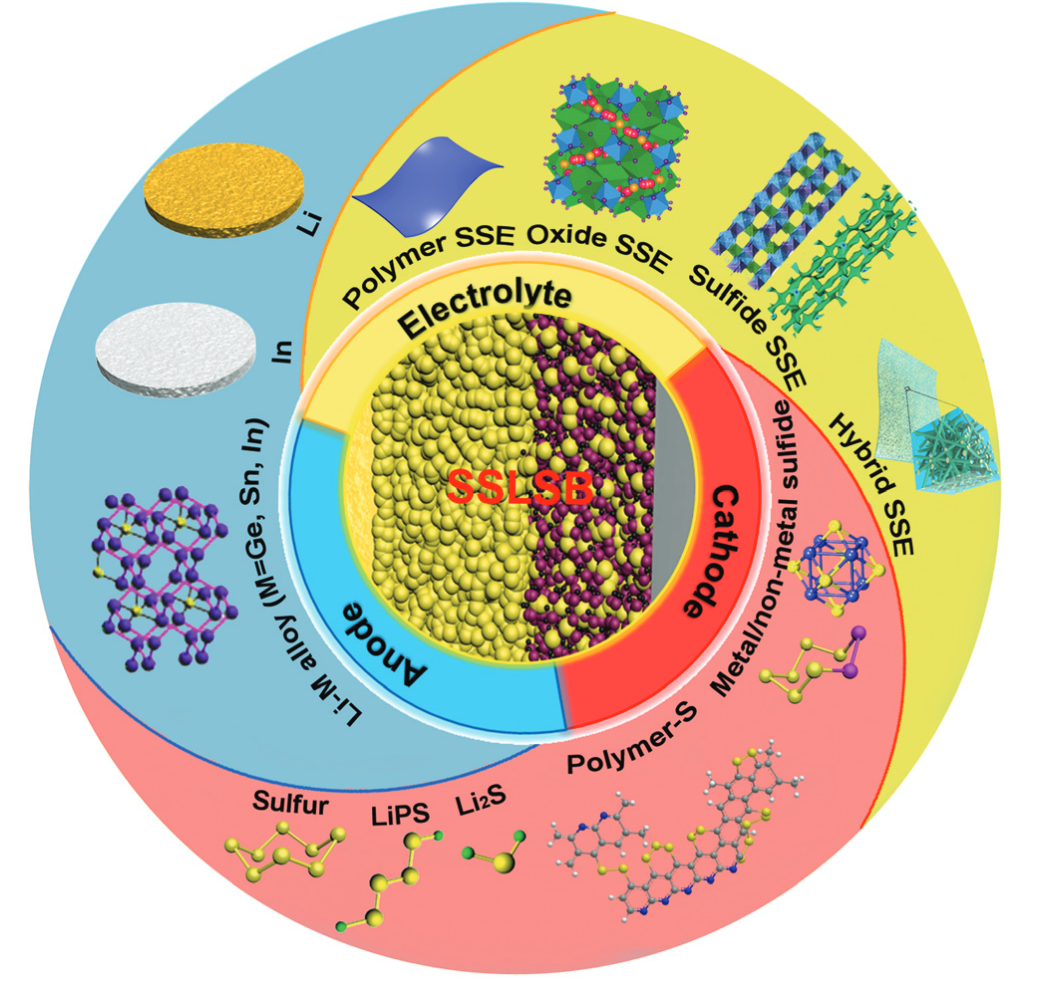 Li
In
Li-M alloy (M=Ge, Sn, In)
Polymer SSE
Oxide SSE
Sulfide SSE
Hybrid SSE
Electrolyte
Cathode
Anode
SSLSB
Metal/non-metal sulfide
Polymer-S
Sulfur
LiPS
Li₂S